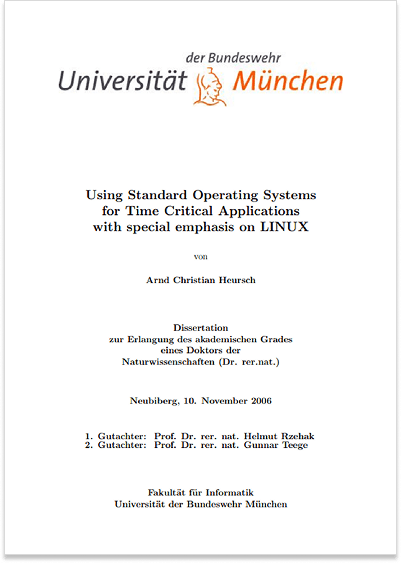 der Bundeswehr
Universität München
Using Standard Operating Systems
for Time Critical Applications
with special emphasis on LINUX
von
Arnd Christian Heursch
Dissertation
zur Erlangung des akademischen Grades
eines Doktors der
Naturwissenschaften (Dr. rer.nat.)
Neubiberg, 10. November 2006
1. Gutachter: Prof. Dr. rer. nat. Helmut Rzehak
2. Gutachter: Prof. Dr. rer. nat. Gunnar Teege
Fakultät für Informatik
Universität der Bundeswehr München